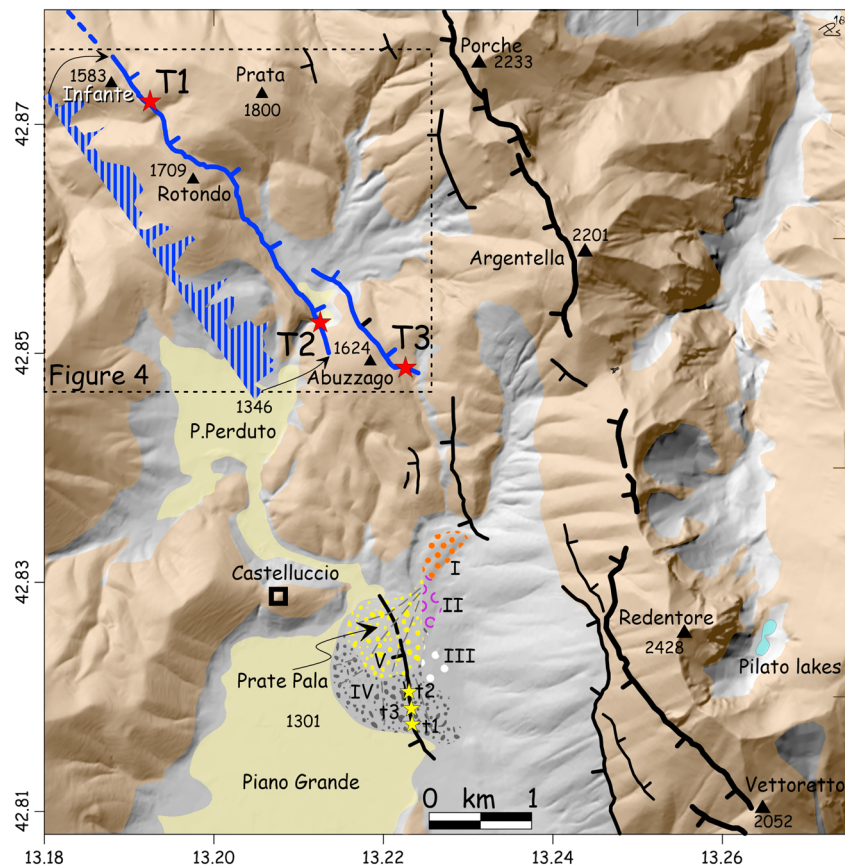 Porche
2233
1583
Infante
T1
Prata
1800
42.87
1709
Rotondo
2201
Argentella
T2
T3
1624
Abuzzago
42.85
Figure 4
1346
P.Perduto
42.83
Castelluccio
I
II
III
Redentore
2428
Pilato lakes
V
Prate Pala
IV
t2
t3
t1
1301
Piano Grande
0 km 1
Vettoretto
2052
42.81
13.18
13.20
13.22
13.24
13.26